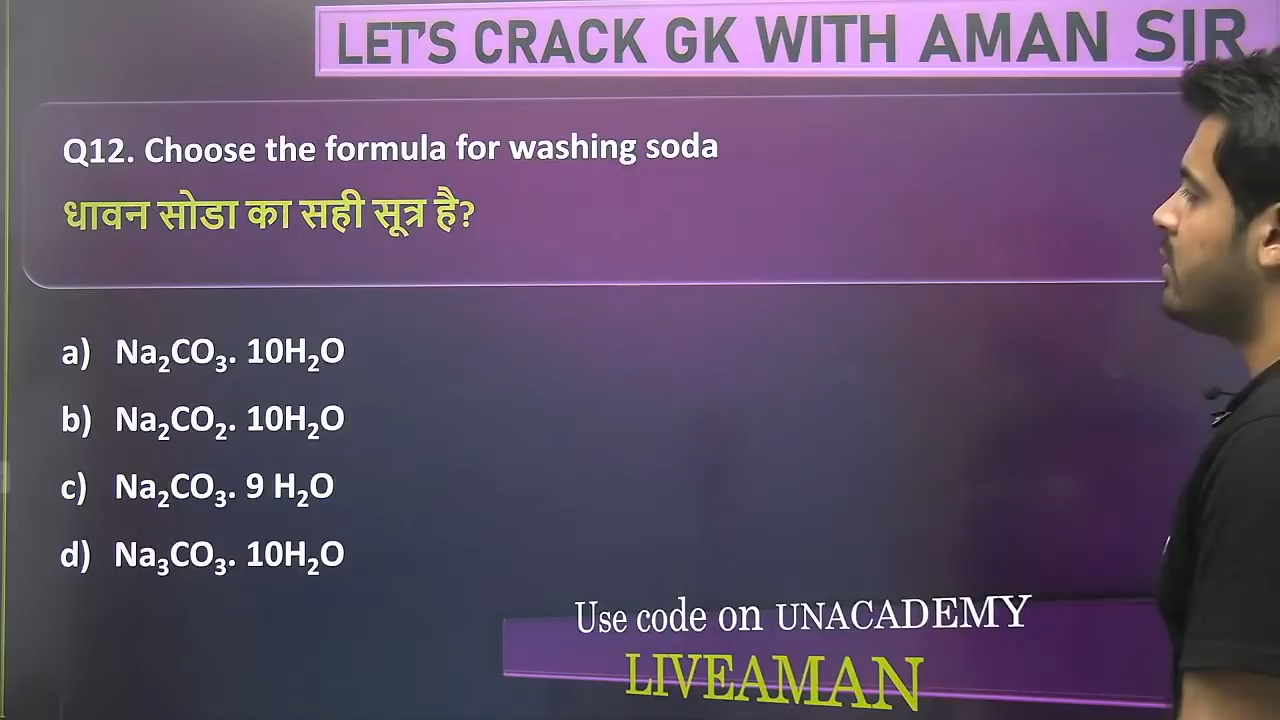 LET'S CRACK GK WITH AMAN SIR
Q12. Choose the formula for washing soda
धावन सोडा का सही सूत्र है?
a) Na₂CO₃. 10H₂O
b) Na₂CO₂. 10H₂O
c) Na₂CO₃. 9 H₂O
d) Na₃CO₃. 10H₂O
Use code on UNACADEMY
LIVEAMAN